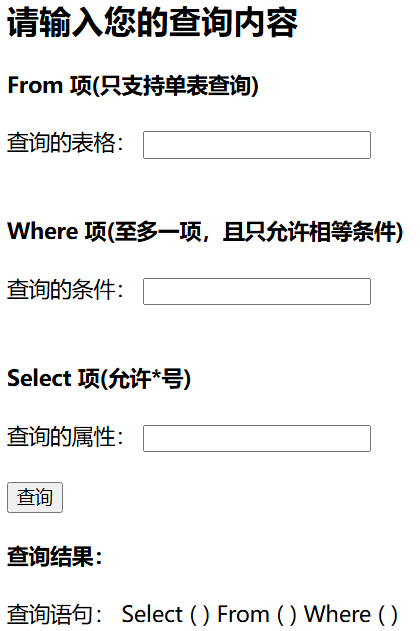 请输入您的查询内容
From 项(只支持单表查询)
查询的表格：
Where 项(至多一项，且只允许相等条件)
查询的条件：
Select 项(允许*号)
查询的属性：
查询
查询结果：
查询语句： Select ( ) From ( ) Where ( )